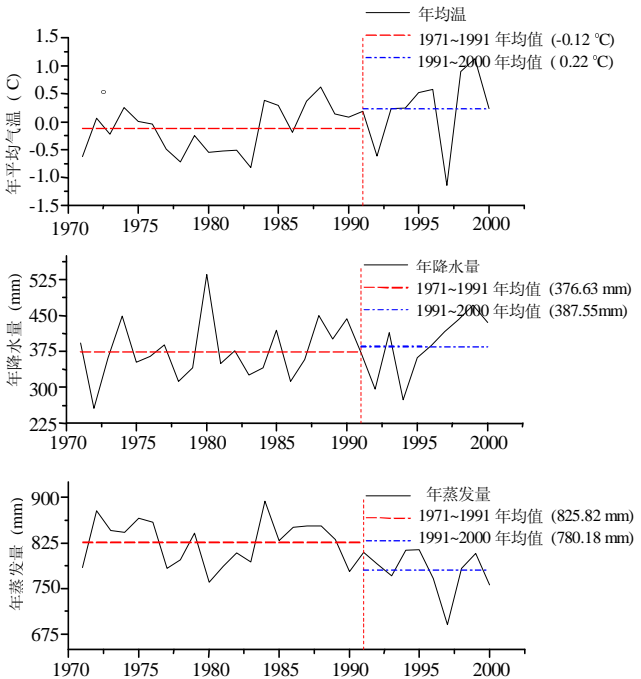 年均温
1971~1991 年均值 (-0.12 ℃)
1991~2000 年均值 ( 0.22 ℃)
年平均气温 ( C)
°
1.5
1.0
0.5
0.0
-0.5
-1.0
-1.5
1970 1975 1980 1985 1990 1995 2000
年降水量
1971~1991 年均值 (376.63 mm)
1991~2000 年均值 (387.55mm)
年降水量 (mm)
525
450
375
300
225
1970 1975 1980 1985 1990 1995 2000
年蒸发量
1971~1991 年均值 (825.82 mm)
1991~2000 年均值 (780.18 mm)
年蒸发量 (mm)
900
825
750
675
1970 1975 1980 1985 1990 1995 2000